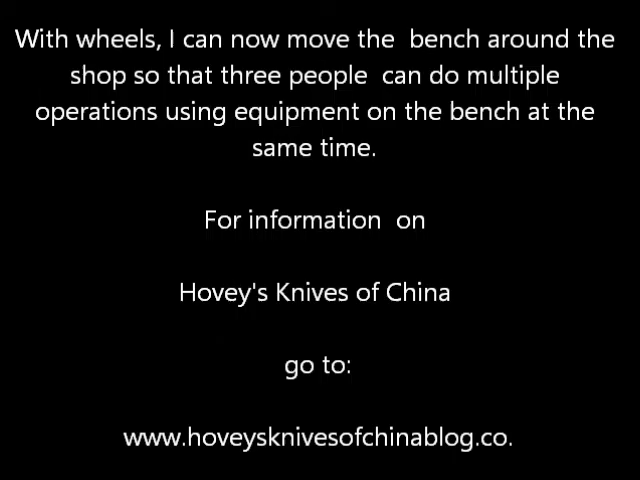 With wheels, I can now move the  bench around the
shop so that three people  can do multiple
operations using equipment on the bench at the
same time.
For information  on
Hovey's Knives of China
go to:
www.hoveysknivesofchinablog.co.